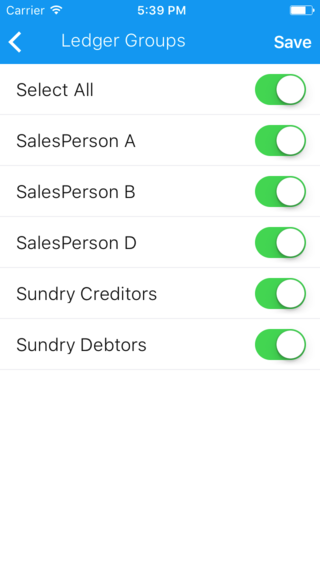 Carrier 5:39 PM
Ledger Groups Save
Select All
SalesPerson A
SalesPerson B
SalesPerson D
Sundry Creditors
Sundry Debtors